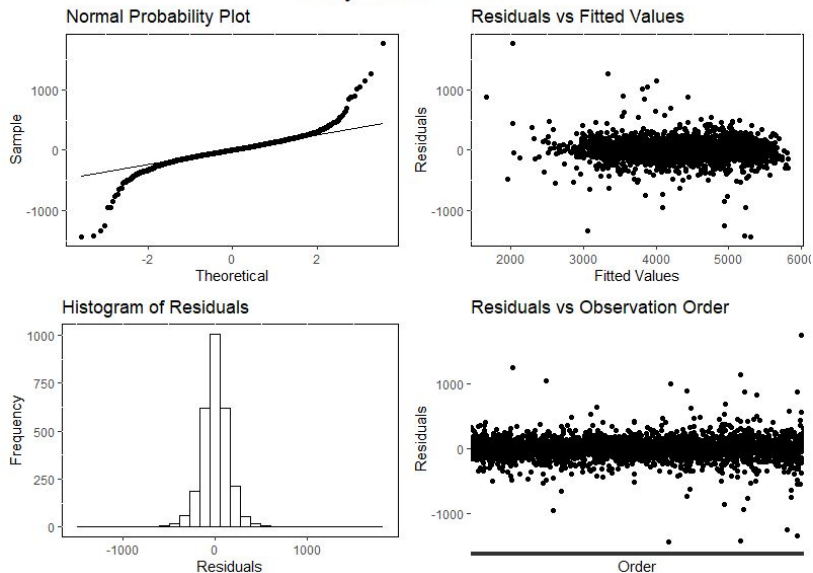 Normal Probability Plot
Sample
1000
0
-1000
-2
0
2
Theoretical
Residuals vs Fitted Values
Residuals
1000
0
-1000
2000
3000
4000
5000
600
Fitted Values
Histogram of Residuals
Frequency
1000
750
500
250
0
-1000
0
1000
Residuals
Residuals vs Observation Order
Residuals
1000
0
-1000
Order